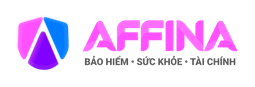 AFFINA
BẢO HIỂM • SỨC KHỎE • TÀI CHÍNH